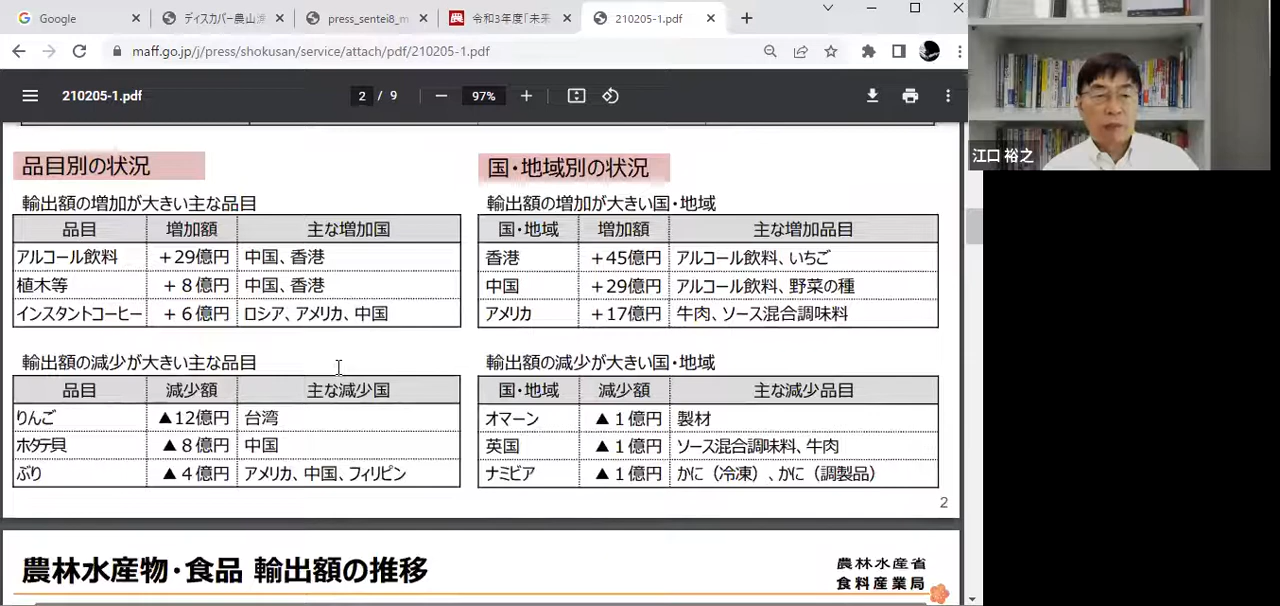 Google
ディスカバー農山漁
press_sentei8_m
令和3年度「未来
210205-1.pdf
maff.go.jp/j/press/shokusan/service/attach/pdf/210205-1.pdf
210205-1.pdf
2 / 9
97%
江口 裕之
品目別の状況
輸出額の増加が大きい主な品目
品目 増加額 主な増加国
アルコール飲料 +29億円 中国、香港
植木等 +8億円 中国、香港
インスタントコーヒー +6億円 ロシア、アメリカ、中国
輸出額の減少が大きい主な品目
品目 減少額 主な減少国
りんご ▲12億円 台湾
ホタテ貝 ▲8億円 中国
ぶり ▲4億円 アメリカ、中国、フィリピン
国・地域別の状況
輸出額の増加が大きい国・地域
国・地域 増加額 主な増加品目
香港 +45億円 アルコール飲料、いちご
中国 +29億円 アルコール飲料、野菜の種
アメリカ +17億円 牛肉、ソース混合調味料
輸出額の減少が大きい国・地域
国・地域 減少額 主な減少品目
オマーン ▲1億円 製材
英国 ▲1億円 ソース混合調味料、牛肉
ナミビア ▲1億円 かに（冷凍）、かに（調製品）
2
農林水産物・食品 輸出額の推移
農林水産省
食料産業局